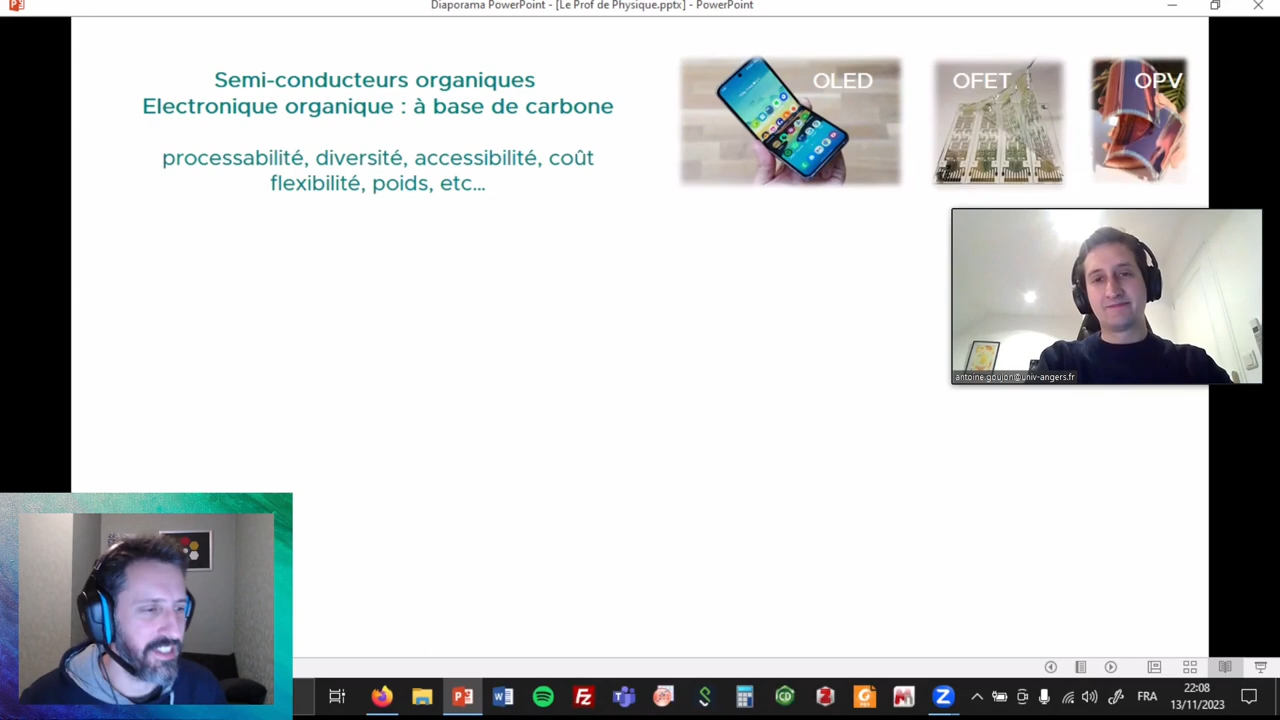 Diaporama PowerPoint - [Le Prof de Physique.pptx] - PowerPoint
Semi-conducteurs organiques
Electronique organique : à base de carbone
processabilité, diversité, accessibilité, coût
flexibilité, poids, etc...
OLED
OFET
OPV
antoine.goujon@univ-angers.fr
FRA
22:08
13/11/2023